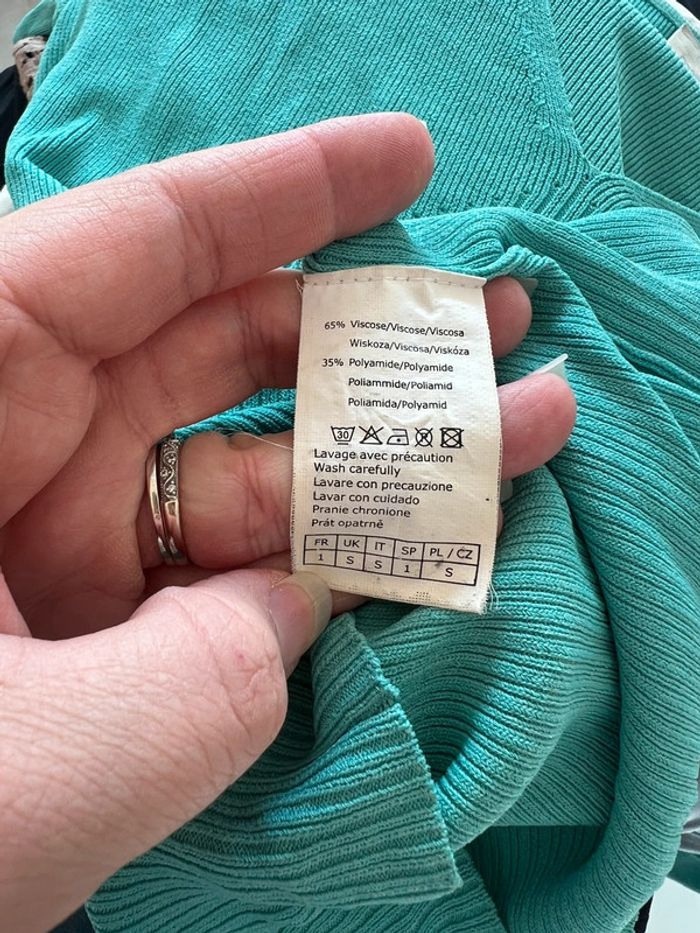 65% Viscose/Viscose/Viscosa
Wiskoza/Viscosa/Viskóza
35% Polyamide/Polyamide
Poliammide/Poliamid
Poliamida/Polyamid
30
Lavage avec précaution
Wash carefully
Lavare con precauzione
Lavar con cuidado
Pranie chronione
Prát opatrně
FR UK IT SP PL / CZ
1 S S 1 S